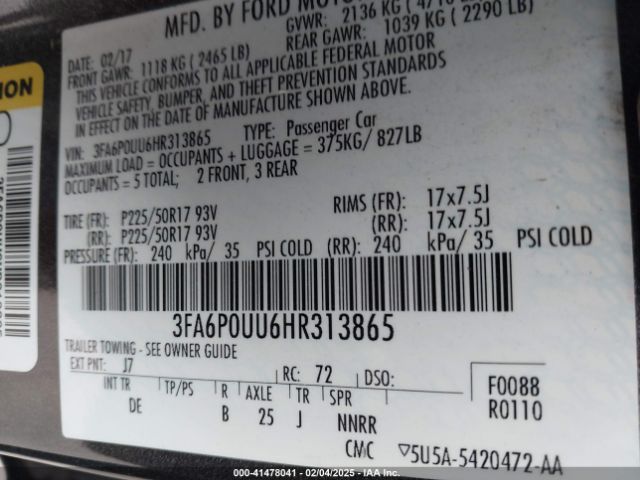 MFD. BY FORD MOTOR
DATE: 02/17 GVWR: 2136 KG
FRONT GAWR: 1118 KG (2465 LB) REAR GAWR: 1039 KG (2290 LB)
THIS VEHICLE CONFORMS TO ALL APPLICABLE FEDERAL MOTOR
VEHICLE SAFETY, BUMPER, AND THEFT PREVENTION STANDARDS
IN EFFECT ON THE DATE OF MANUFACTURE SHOWN ABOVE.
VIN: 3FA6P0UU6HR313865 TYPE: Passenger Car
MAXIMUM LOAD = OCCUPANTS + LUGGAGE = 375KG/ 827LB
OCCUPANTS = 5 TOTAL; 2 FRONT, 3 REAR
TIRE (FR): P225/50R17 93V RIMS (FR): 17x7.5J
(RR): P225/50R17 93V (RR): 17x7.5J
PRESSURE (FR): 240 kPa/ 35 PSI COLD (RR): 240 kPa/ 35 PSI COLD
3FA6P0UU6HR313865
TRAILER TOWING - SEE OWNER GUIDE
EXT PNT: J7 RC: 72 DSO:
INT TR TP/PS R AXLE TR SPR
DE B 25 J NNRR
F0088
R0110
CMC ▽5U5A-5420472-AA
000-41478041 - 02/04/2025 - IAA Inc.